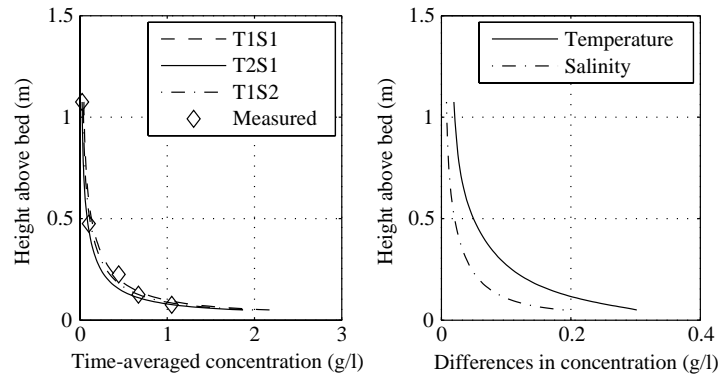 1.5
1
0.5
0
Height above bed (m)
0
1
2
3
Time-averaged concentration (g/l)
T1S1
T2S1
T1S2
Measured
1.5
1
0.5
0
Height above bed (m)
0
0.2
0.4
Differences in concentration (g/l)
Temperature
Salinity